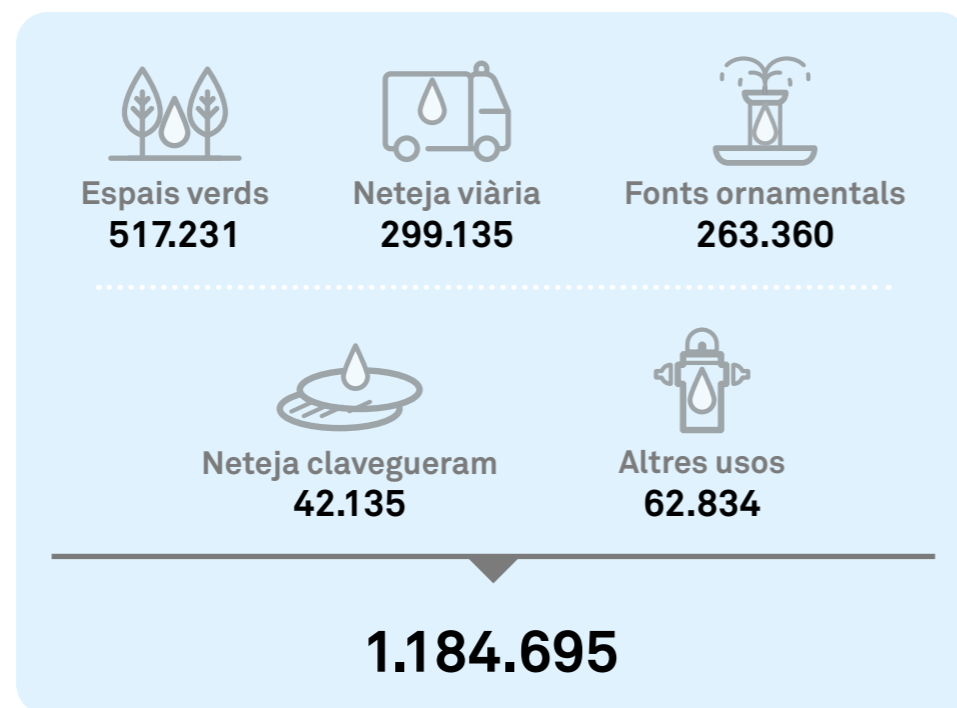 Espais verds
517.231
Neteja viària
299.135
Fonts ornamentals
263.360
Neteja clavegueram
42.135
Altres usos
62.834
1.184.695